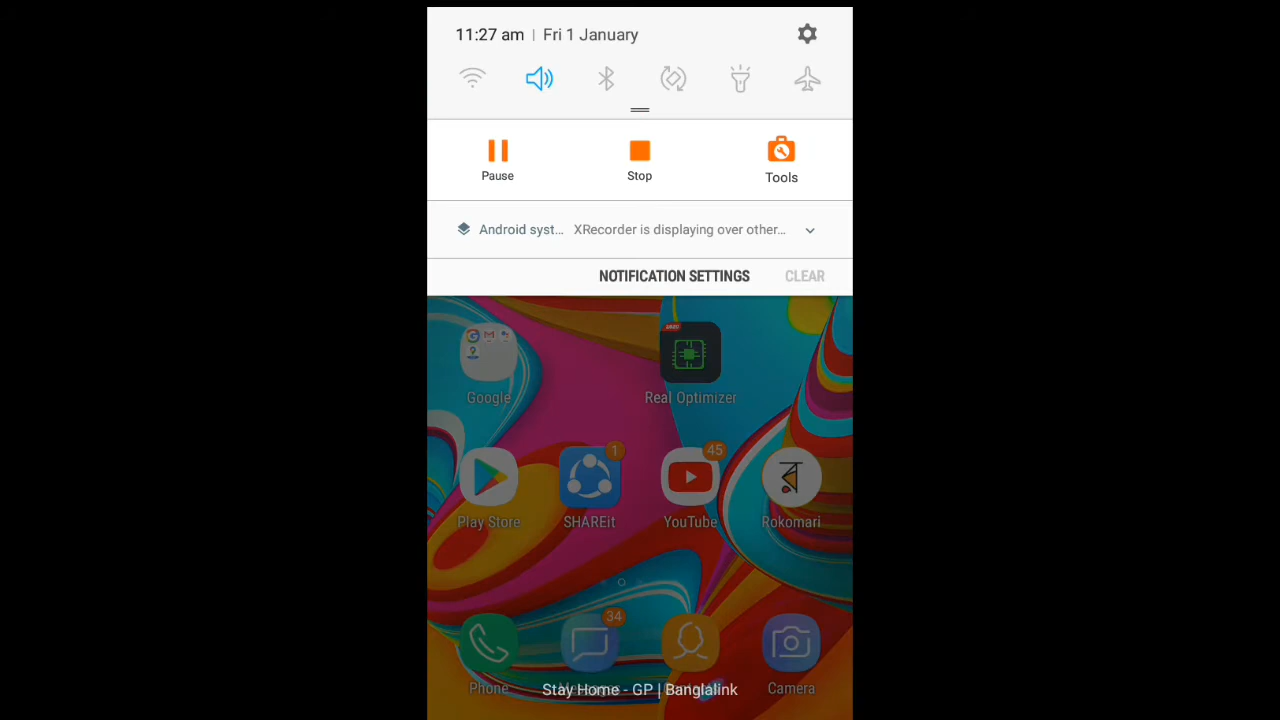 11:27 am | Fri 1 January
Pause
Stop
Tools
Android syst... XRecorder is displaying over other...
NOTIFICATION SETTINGS CLEAR
Google
Real Optimizer
1
45
Play Store
SHAREit
YouTube
Rokomari
34
Phone
Camera
Stay Home - GP | Banglalink